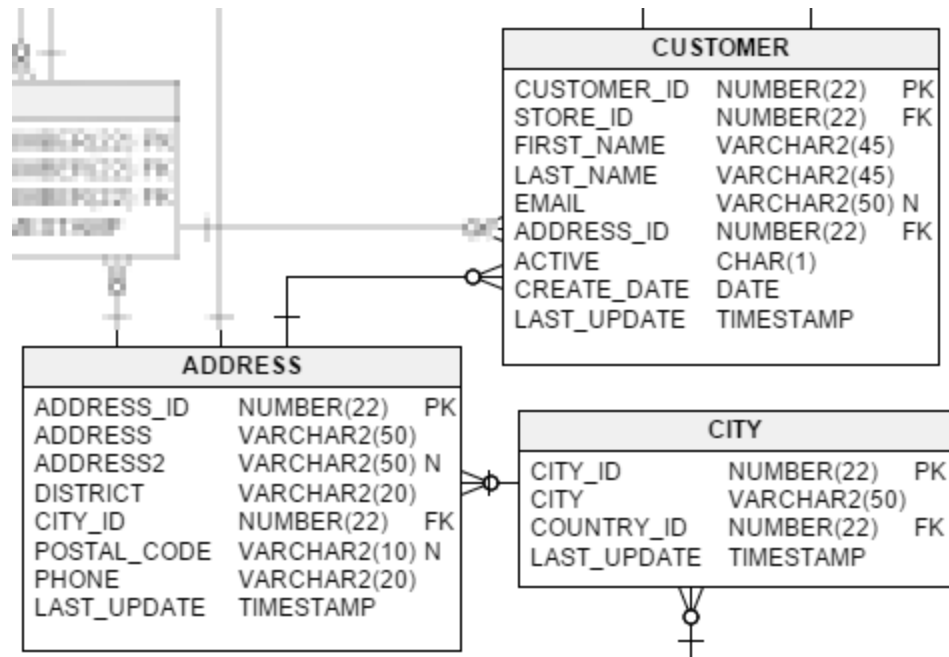 CUSTOMER
CUSTOMER_ID NUMBER(22) PK
STORE_ID NUMBER(22) FK
FIRST_NAME VARCHAR2(45)
LAST_NAME VARCHAR2(45)
EMAIL VARCHAR2(50) N
ADDRESS_ID NUMBER(22) FK
ACTIVE CHAR(1)
CREATE_DATE DATE
LAST_UPDATE TIMESTAMP
ADDRESS
ADDRESS_ID NUMBER(22) PK
ADDRESS VARCHAR2(50)
ADDRESS2 VARCHAR2(50) N
DISTRICT VARCHAR2(20)
CITY_ID NUMBER(22) FK
POSTAL_CODE VARCHAR2(10) N
PHONE VARCHAR2(20)
LAST_UPDATE TIMESTAMP
CITY
CITY_ID NUMBER(22) PK
CITY VARCHAR2(50)
COUNTRY_ID NUMBER(22) FK
LAST_UPDATE TIMESTAMP